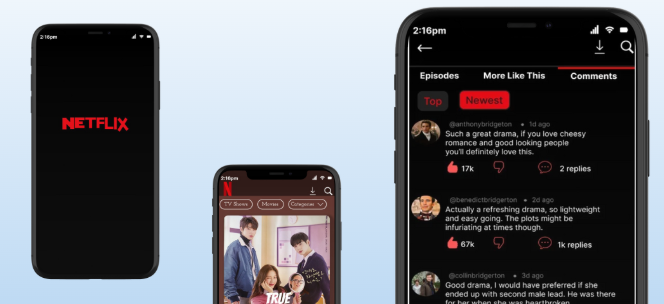 2:16pm
NETFLIX
2:16pm
N
TV Shows
Movies
Categories
TRUE
2:16pm
Episodes
More Like This
Comments
Top
Newest
@anthonybridgeton • 1d ago
Such a great drama, if you love cheesy
romance and good looking people
you'll definitely love this.
17k
2 replies
@benedictbridgerton • 2d ago
Actually a refreshing drama, so lightweight
and easy going. The plots might be
infuriating at times though.
67k
1k replies
@collinbridgerton • 3d ago
Good drama, I would have preferred if she
ended up with second male lead. He was there
for her when she was heartbroken